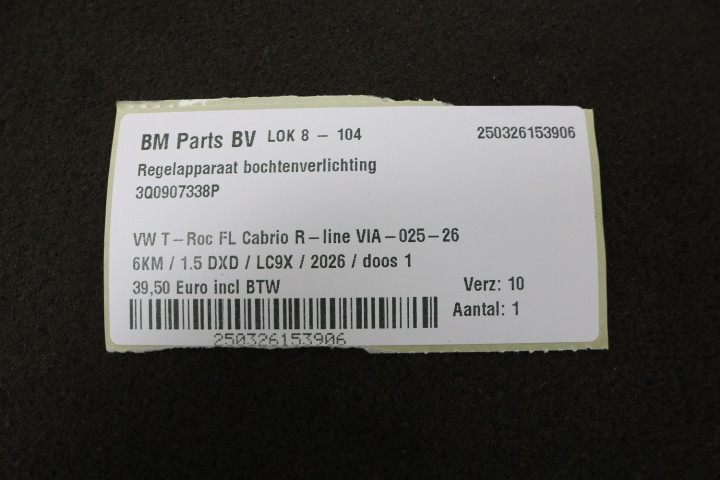 BM Parts BV LOK 8 - 104 250326153906
Regelapparaat bochtenverlichting
3Q0907338P
VW T-Roc FL Cabrio R-line VIA-025-26
6KM / 1.5 DXD / LC9X / 2026 / doos 1
39,50 Euro incl BTW Verz: 10
Aantal: 1
250326153906